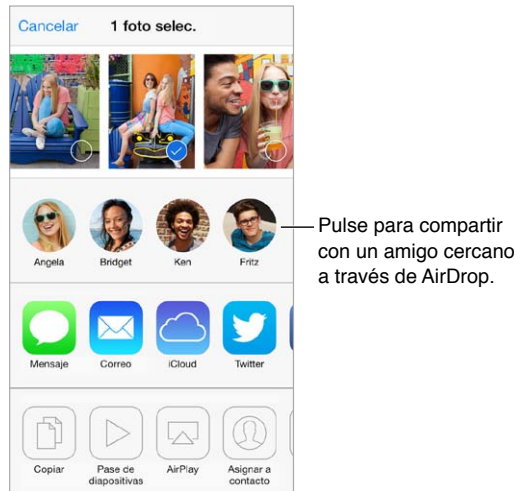 Cancelar 1 foto selec.
Angela Bridget Ken Fritz
Pulse para compartir
con un amigo cercano
a través de AirDrop.
Mensaje Correo iCloud Twitter
Copiar Pase de diapositivas AirPlay Asignar a contacto